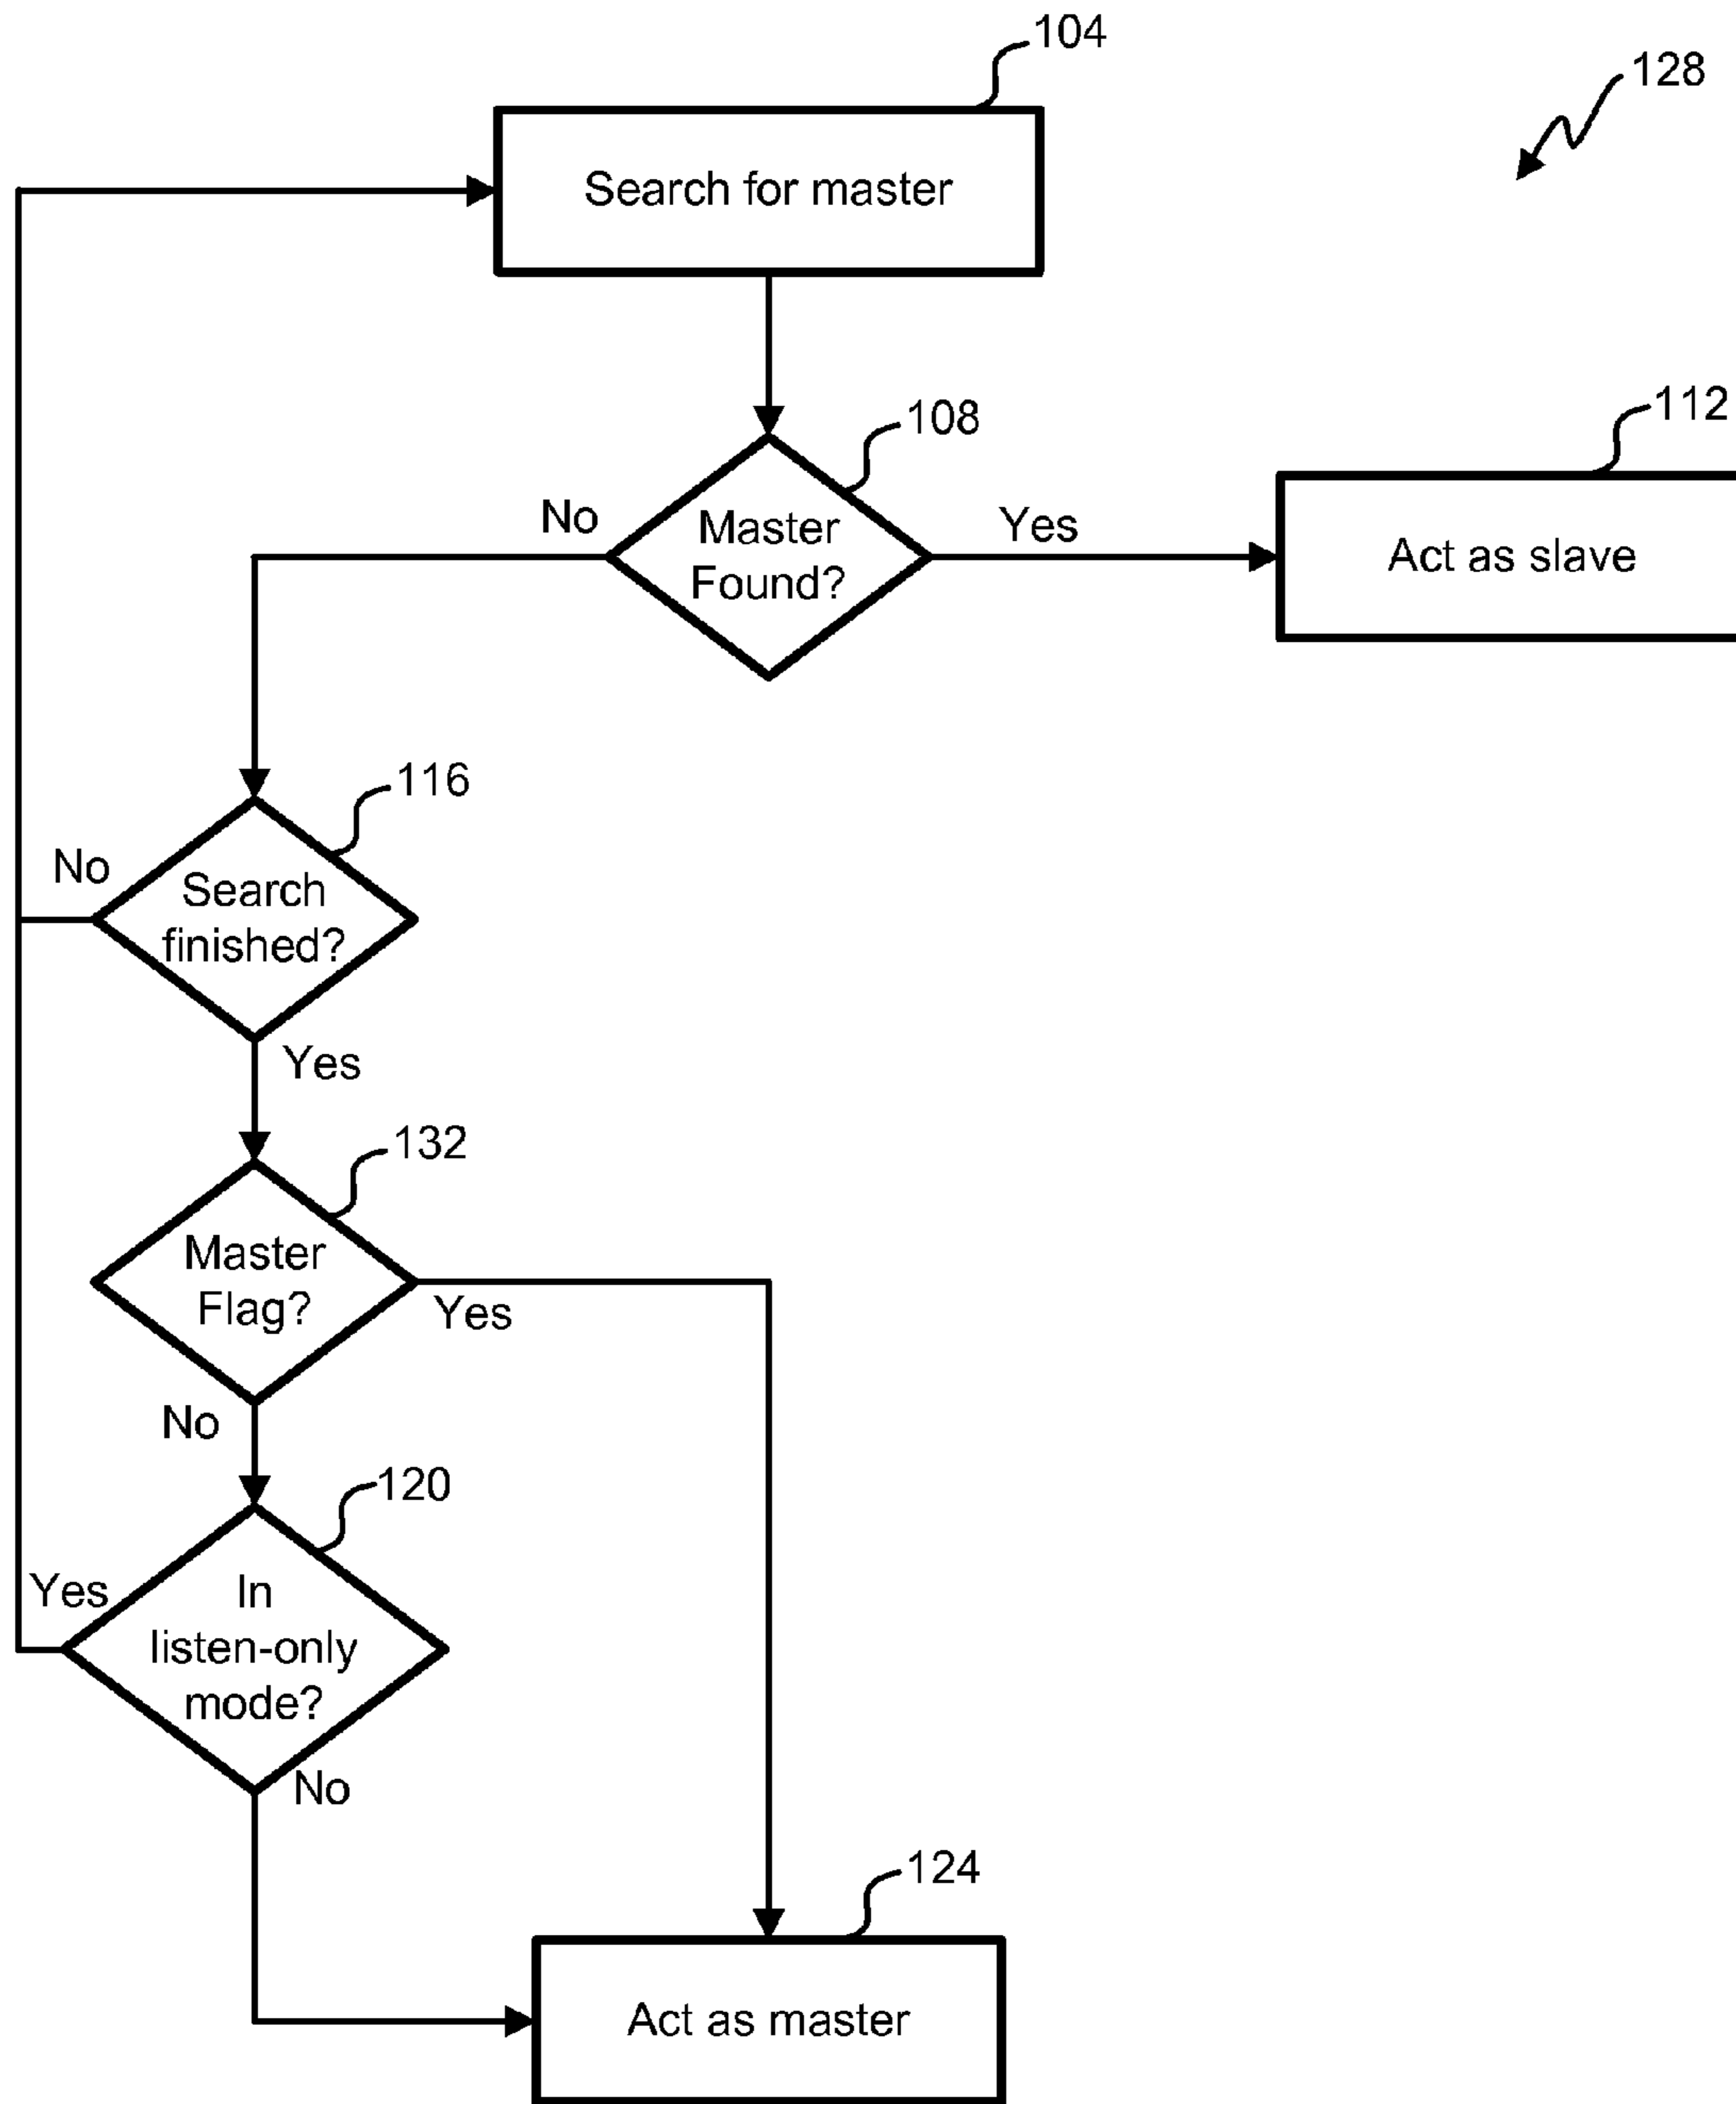 104
128
Search for master
108
112
No
Master
Found?
Yes
Act as slave
116
No
Search
finished?
Yes
132
Master
Flag?
Yes
No
120
Yes
In
listen-only
mode?
No
124
Act as master